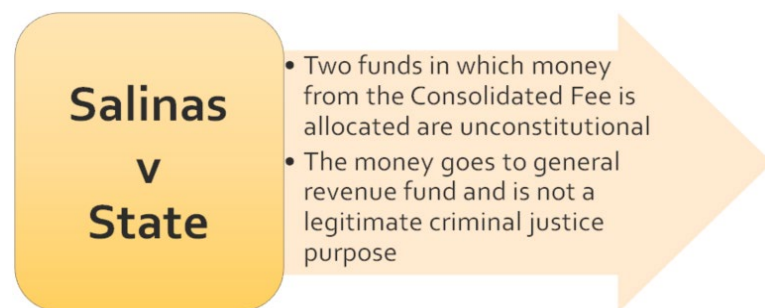 Salinas
v
State
• Two funds in which money
from the Consolidated Fee is
allocated are unconstitutional
• The money goes to general
revenue fund and is not a
legitimate criminal justice
purpose